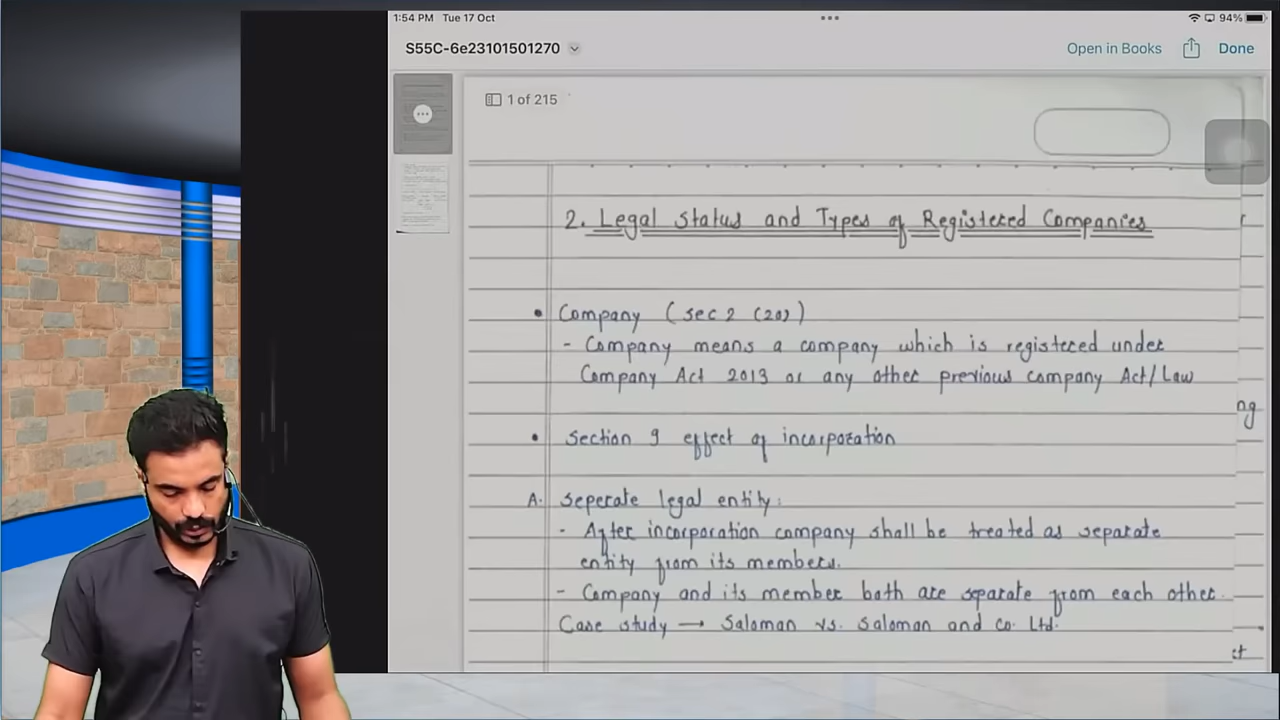 1:54 PM Tue 17 Oct
94%
S55C-6e23101501270
Open in Books
Done
1 of 215
2. Legal Status and Types of Registered Companies
• Company (sec 2 (20))
- Company means a company which is registered under
Company Act 2013 or any other previous company Act/Law
ng
• Section 9 effect of incorporation
A. Seperate legal entity:
- After incorporation company shall be treated as separate
entity from its members.
- Company and its member both are separate from each other.
Case study → Saloman vs. Saloman and Co. Ltd.
ct